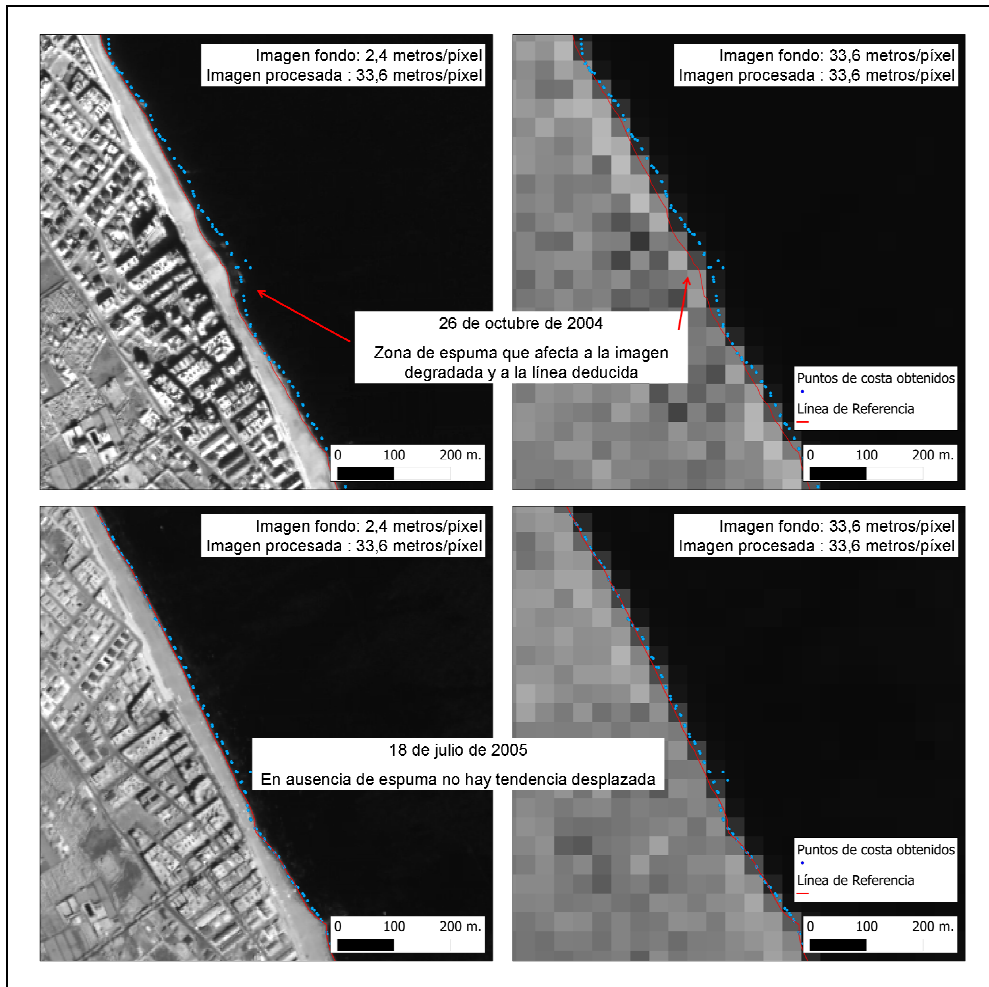 Imagen fondo: 2,4 metros/píxel
Imagen procesada : 33,6 metros/píxel
Imagen fondo: 33,6 metros/píxel
Imagen procesada : 33,6 metros/píxel
26 de octubre de 2004
Zona de espuma que afecta a la imagen
degradada y a la línea deducida
Puntos de costa obtenidos
Línea de Referencia
0 100 200 m.
0 100 200 m.
Imagen fondo: 2,4 metros/píxel
Imagen procesada : 33,6 metros/píxel
Imagen fondo: 33,6 metros/píxel
Imagen procesada : 33,6 metros/píxel
18 de julio de 2005
En ausencia de espuma no hay tendencia desplazada
Puntos de costa obtenidos
Línea de Referencia
0 100 200 m.
0 100 200 m.